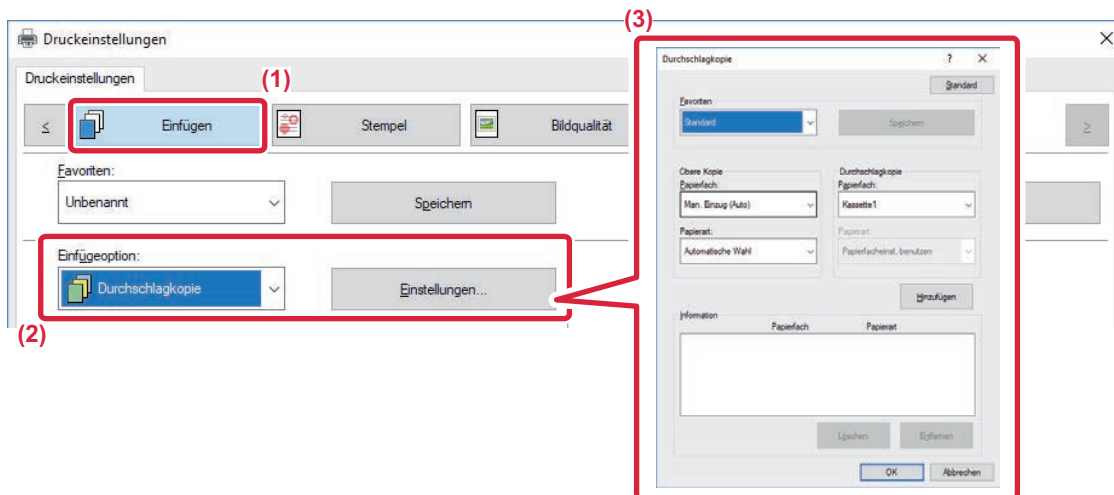 (3)
Druckeinstellungen
Druckeinstellungen
(1)
≤ Einfügen Stempel Bildqualität ≥
Favoriten:
Unbenannt Speichern
Einfügeoption:
Durchschlagkopie Einstellungen...
(2)
Durchschlagkopie ?
Standard
Favoriten
Standard Speichern
Obere Kopie Durchschlagkopie
Papierfach: Papierfach:
Man. Einzug (Auto) Kassette1
Papierart: Papierart:
Automatische Wahl Papierfacheinst. benutzen
Hinzufügen
Information
Papierfach Papierart
Löschen Entfernen
OK Abbrechen